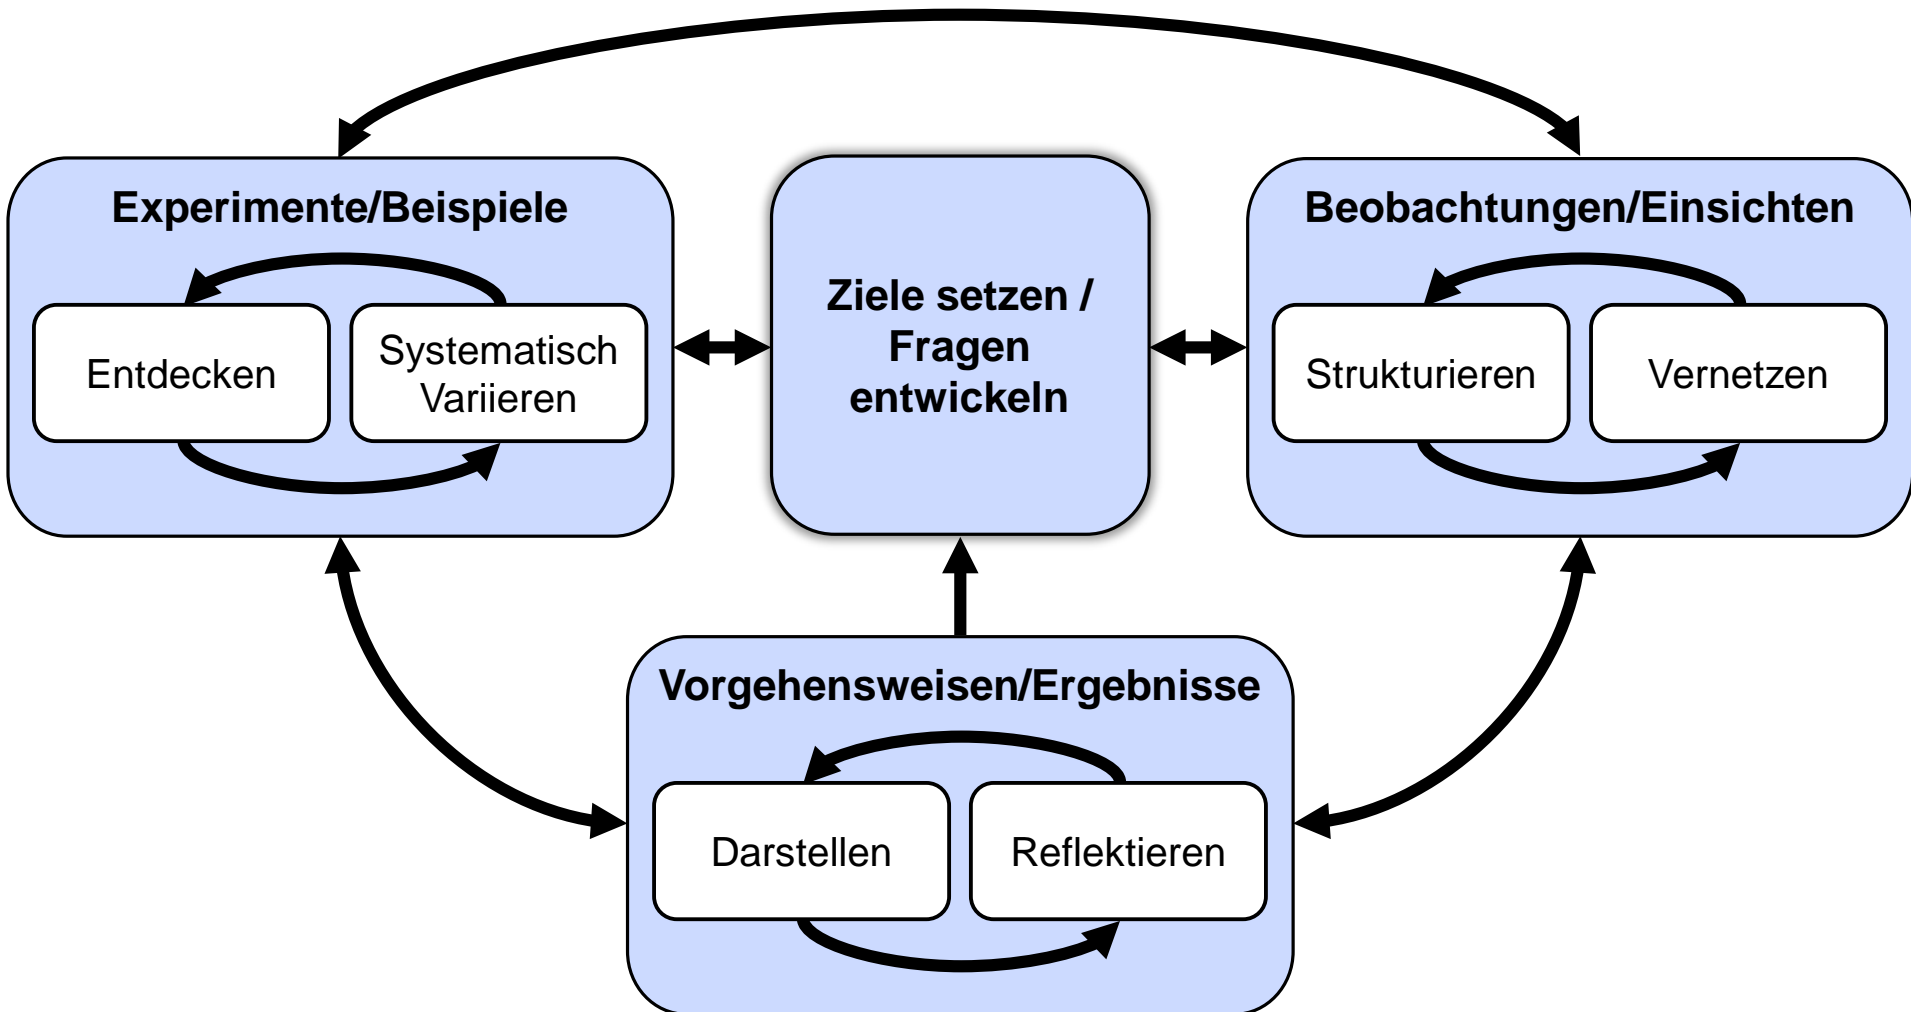 Experimente/Beispiele
Entdecken
Systematisch
Variieren
Ziele setzen /
Fragen
entwickeln
Beobachtungen/Einsichten
Strukturieren
Vernetzen
Vorgehensweisen/Ergebnisse
Darstellen
Reflektieren